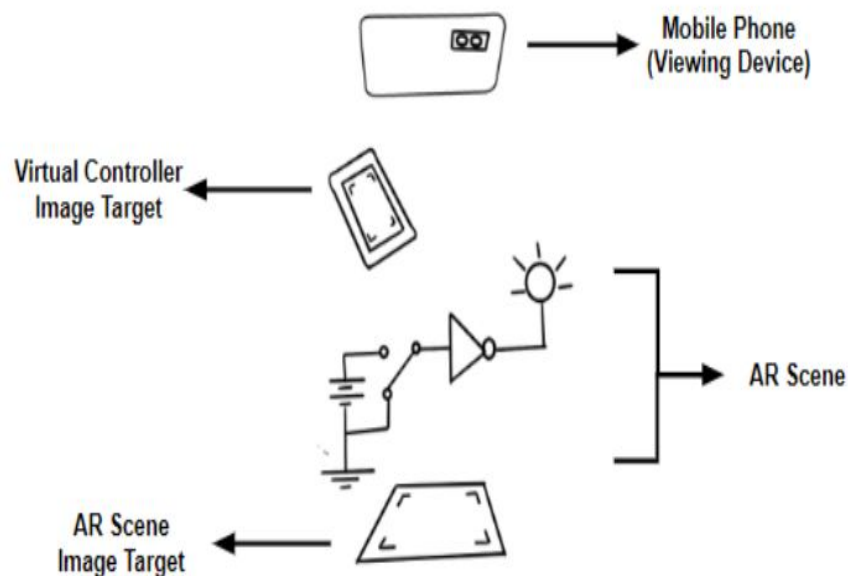 Mobile Phone
(Viewing Device)
Virtual Controller
Image Target
AR Scene
AR Scene
Image Target